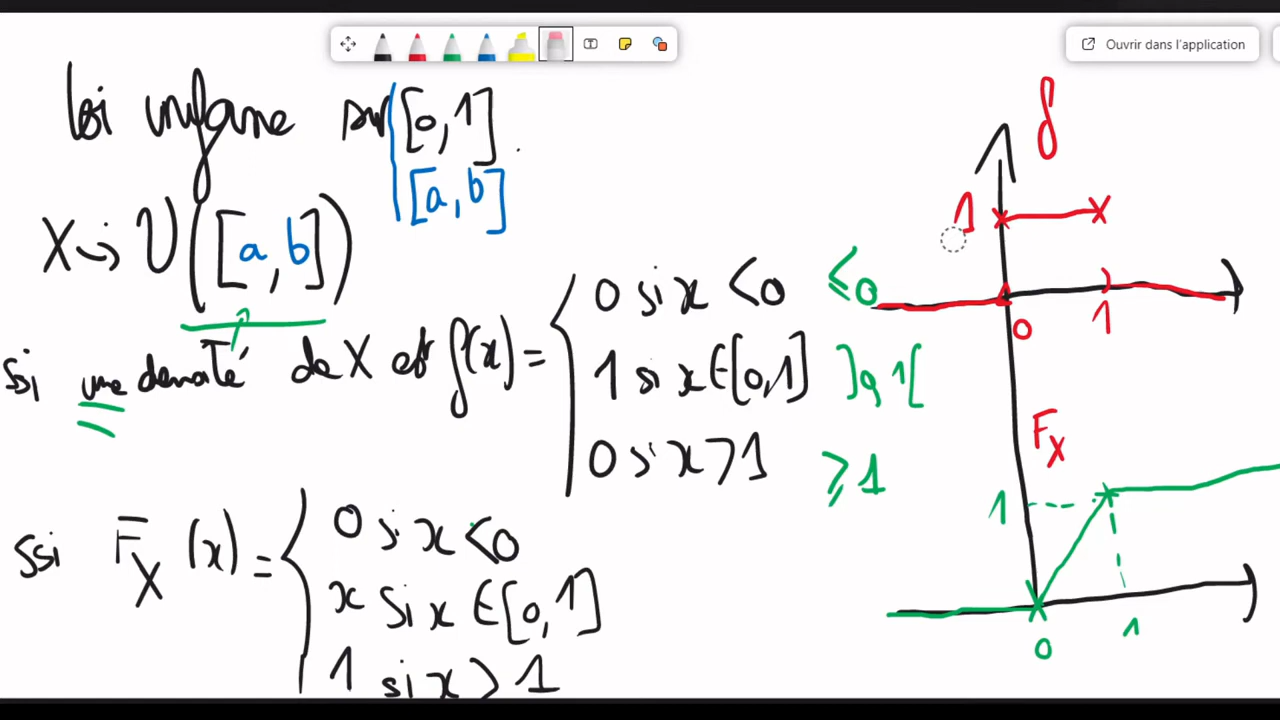 Ouvrir dans l'application
loi uniforme sur [0,1].
[a,b]
X ↪ U([a,b])
ssi une densité de X est f(x) = { 0 si x < 0 ≤0
1 si x ∈ [0,1] ]0,1[
0 si x > 1 ≥1
ssi F_X(x) = { 0 si x < 0
x si x ∈ [0,1]
1 si x > 1
f
1
0 1
F_X
1
0 1